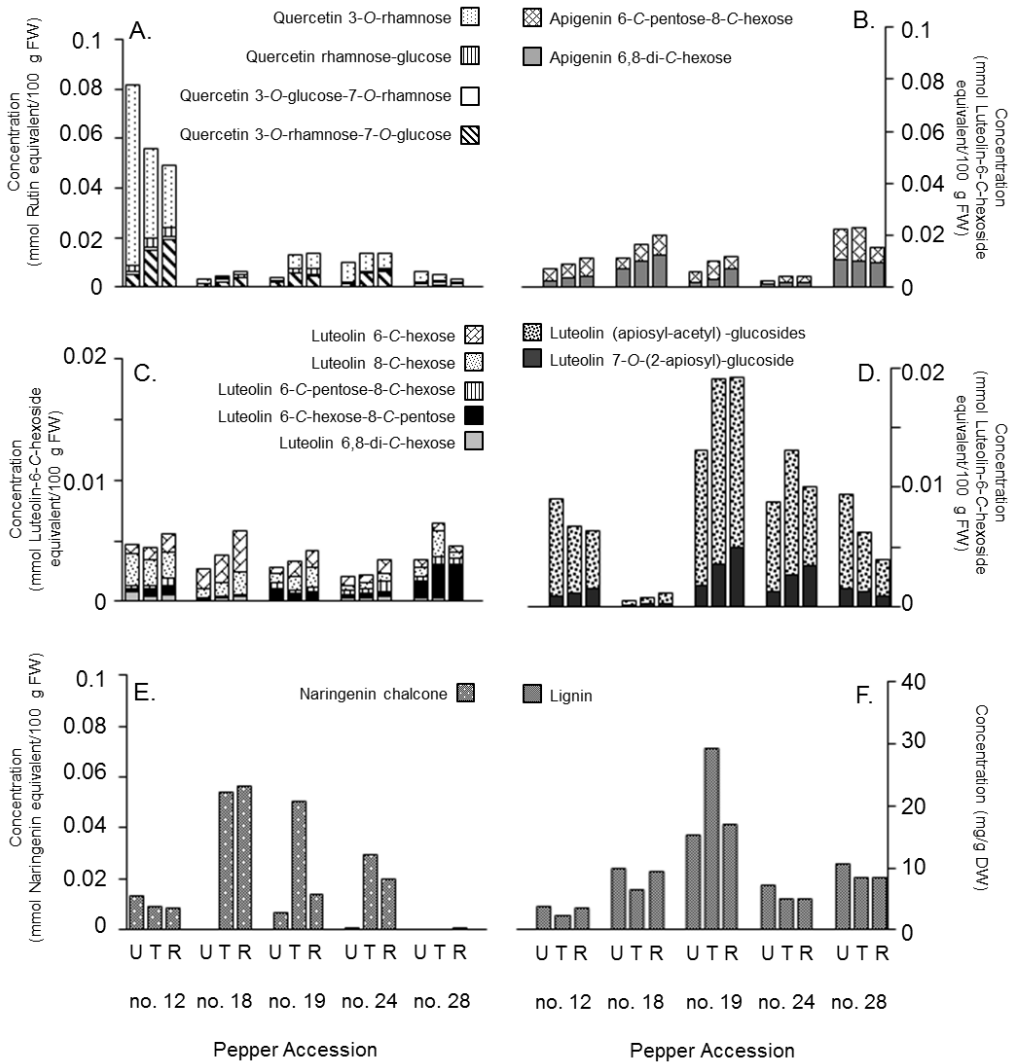 A.
Quercetin 3-O-rhamnose
Quercetin rhamnose-glucose
Quercetin 3-O-glucose-7-O-rhamnose
Quercetin 3-O-rhamnose-7-O-glucose
Concentration
(mmol Rutin equivalent/100 g FW)
0.1
0.08
0.06
0.04
0.02
0
B.
Apigenin 6-C-pentose-8-C-hexose
Apigenin 6,8-di-C-hexose
0.1
0.08
0.06
0.04
0.02
0
Concentration
(mmol Luteolin-6-C-hexoside
equivalent/100 g FW)
C.
Luteolin 6-C-hexose
Luteolin 8-C-hexose
Luteolin 6-C-pentose-8-C-hexose
Luteolin 6-C-hexose-8-C-pentose
Luteolin 6,8-di-C-hexose
Concentration
(mmol Luteolin-6-C-hexoside
equivalent/100 g FW)
0.02
0.01
0
D.
Luteolin (apiosyl-acetyl) -glucosides
Luteolin 7-O-(2-apiosyl)-glucoside
0.02
0.01
0
Concentration
(mmol Luteolin-6-C-hexoside
equivalent/100 g FW)
E.
Naringenin chalcone
Concentration
(mmol Naringenin equivalent/100 g FW)
0.1
0.08
0.06
0.04
0.02
0
U T R U T R U T R U T R U T R
no. 12 no. 18 no. 19 no. 24 no. 28
Pepper Accession
F.
Lignin
40
30
20
10
0
Concentration (mg/g DW)
U T R U T R U T R U T R U T R
no. 12 no. 18 no. 19 no. 24 no. 28
Pepper Accession